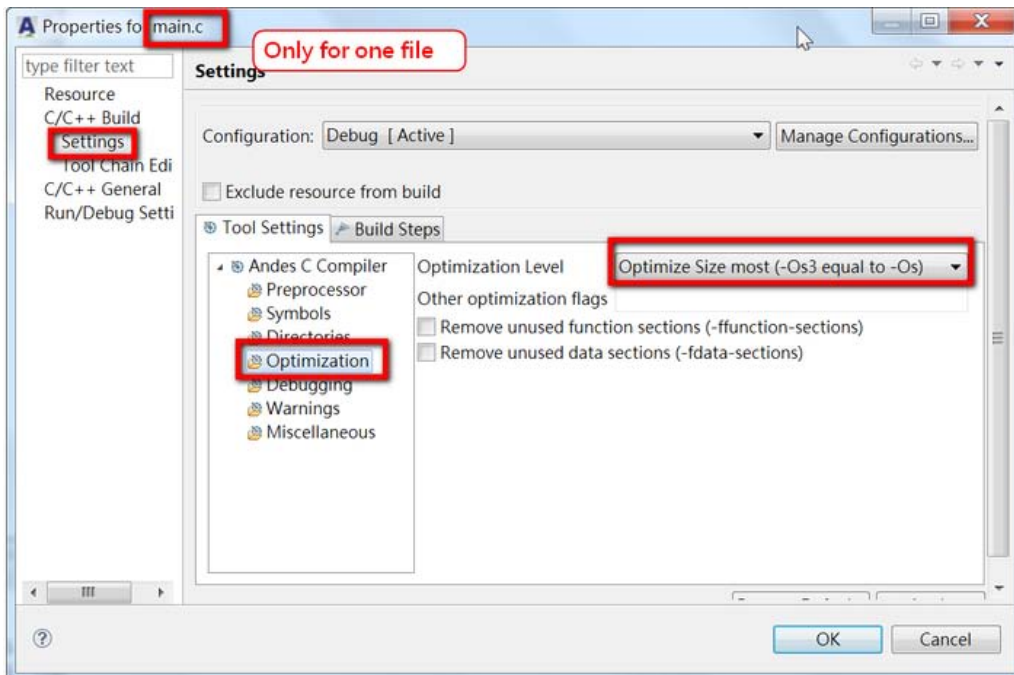 Properties fo main.c
Only for one file
type filter text
Settings
Resource
C/C++ Build
Settings
Tool Chain Edi
C/C++ General
Run/Debug Setti
Configuration: Debug [ Active ]
Manage Configurations...
Exclude resource from build
Tool Settings
Build Steps
Andes C Compiler
Preprocessor
Symbols
Directories
Optimization
Debugging
Warnings
Miscellaneous
Optimization Level
Optimize Size most (-Os3 equal to -Os)
Other optimization flags
Remove unused function sections (-ffunction-sections)
Remove unused data sections (-fdata-sections)
OK
Cancel